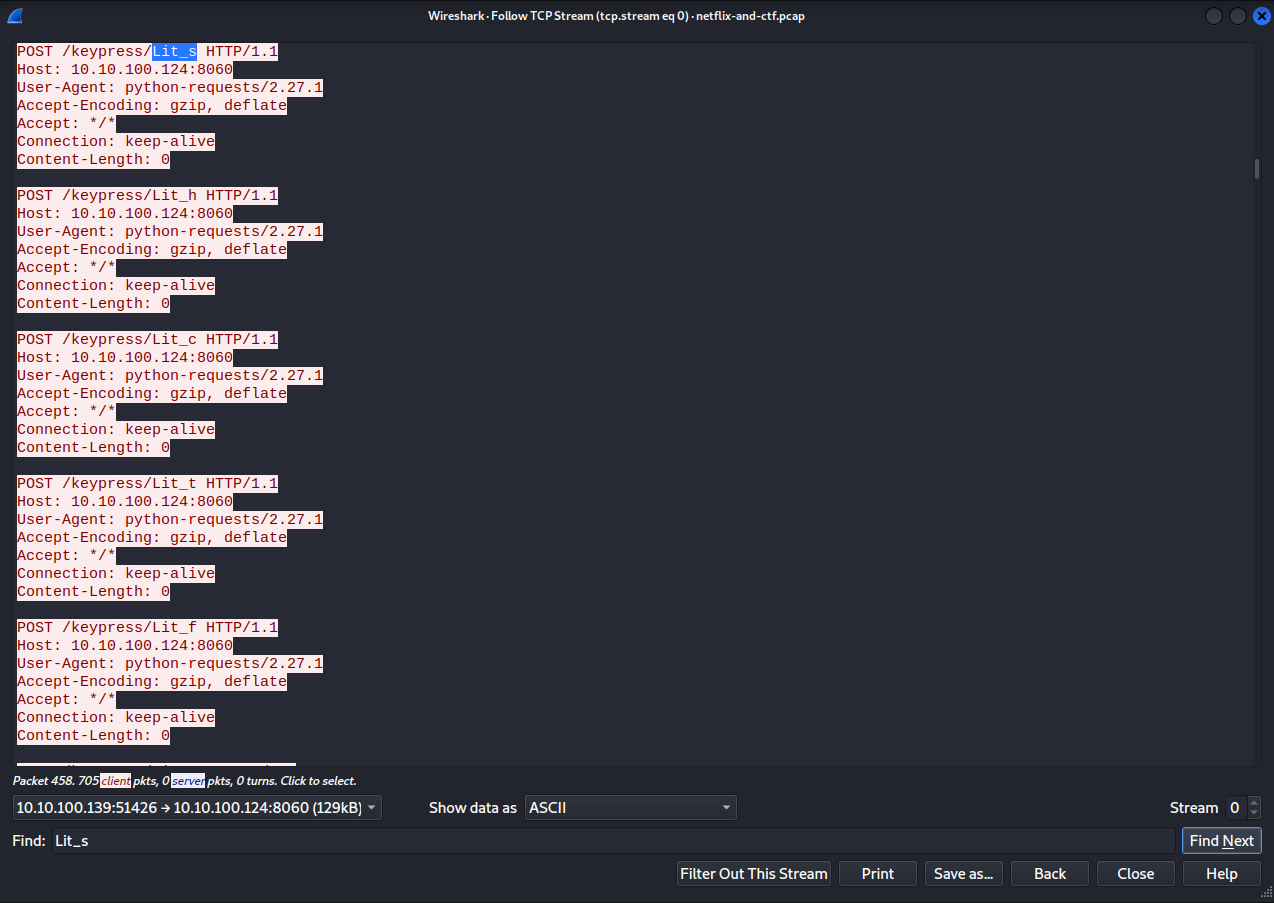 Wireshark · Follow TCP Stream (tcp.stream eq 0) · netflix-and-ctf.pcap
POST /keypress/Lit_s HTTP/1.1
Host: 10.10.100.124:8060
User-Agent: python-requests/2.27.1
Accept-Encoding: gzip, deflate
Accept: */*
Connection: keep-alive
Content-Length: 0
POST /keypress/Lit_h HTTP/1.1
Host: 10.10.100.124:8060
User-Agent: python-requests/2.27.1
Accept-Encoding: gzip, deflate
Accept: */*
Connection: keep-alive
Content-Length: 0
POST /keypress/Lit_c HTTP/1.1
Host: 10.10.100.124:8060
User-Agent: python-requests/2.27.1
Accept-Encoding: gzip, deflate
Accept: */*
Connection: keep-alive
Content-Length: 0
POST /keypress/Lit_t HTTP/1.1
Host: 10.10.100.124:8060
User-Agent: python-requests/2.27.1
Accept-Encoding: gzip, deflate
Accept: */*
Connection: keep-alive
Content-Length: 0
POST /keypress/Lit_f HTTP/1.1
Host: 10.10.100.124:8060
User-Agent: python-requests/2.27.1
Accept-Encoding: gzip, deflate
Accept: */*
Connection: keep-alive
Content-Length: 0
Packet 458. 705 client pkts, 0 server pkts, 0 turns. Click to select.
10.10.100.139:51426 → 10.10.100.124:8060 (129kB) Show data as ASCII Stream 0
Find: Lit_s Find Next
Filter Out This Stream Print Save as... Back Close Help